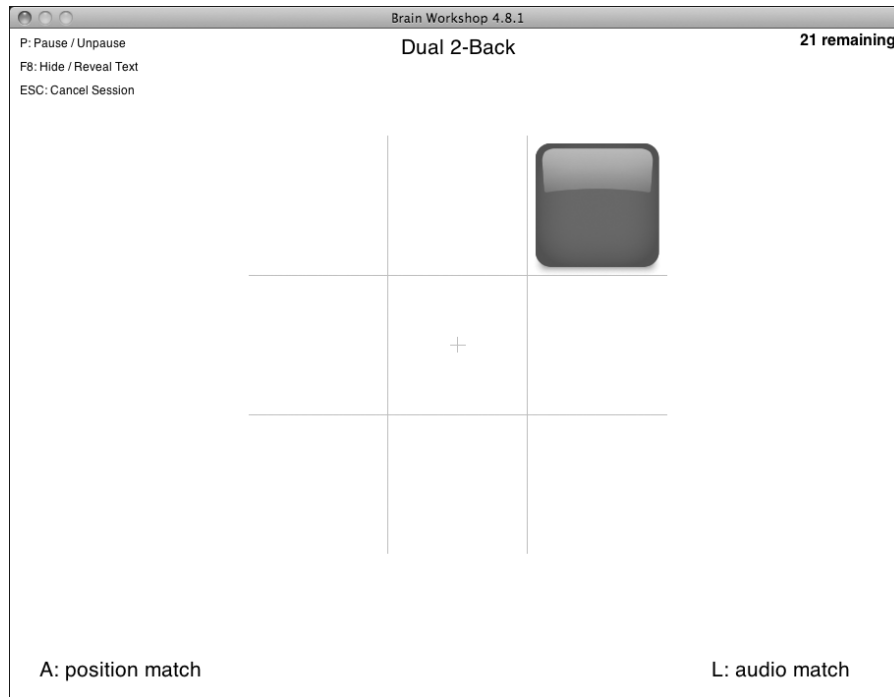 Brain Workshop 4.8.1
P: Pause / Unpause
Dual 2-Back
21 remaining
F8: Hide / Reveal Text
ESC: Cancel Session
A: position match
L: audio match